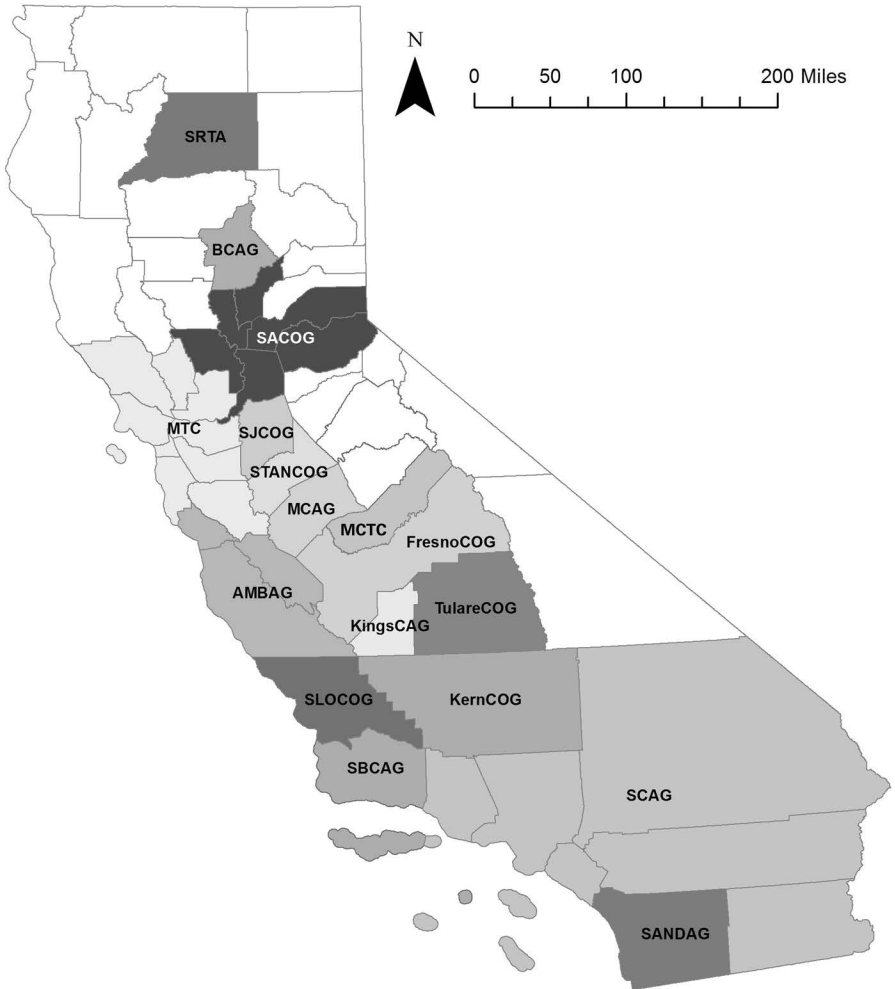 N
0 50 100 200 Miles
SRTA
BCAG
SACOG
MTC
SJCOG
STANCOG
MCAG
MCTC
FresnoCOG
AMBAG
TulareCOG
KingsCAG
SLOCOG
KernCOG
SBCAG
SCAG
SANDAG